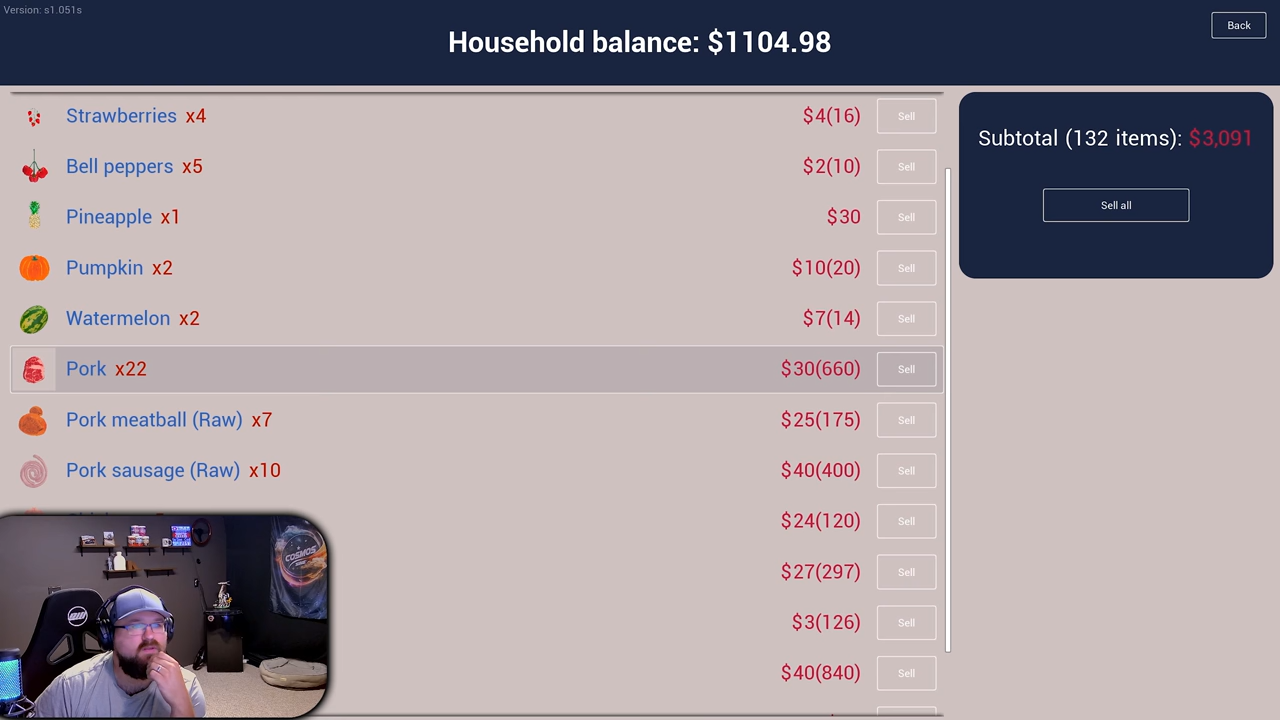 Version: s1.051s
Household balance: $1104.98
Back
Strawberries x4 $4(16) Sell
Bell peppers x5 $2(10) Sell
Pineapple x1 $30 Sell
Pumpkin x2 $10(20) Sell
Watermelon x2 $7(14) Sell
Pork x22 $30(660) Sell
Pork meatball (Raw) x7 $25(175) Sell
Pork sausage (Raw) x10 $40(400) Sell
$24(120) Sell
$27(297) Sell
$3(126) Sell
$40(840) Sell
Subtotal (132 items): $3,091
Sell all
COSMOS